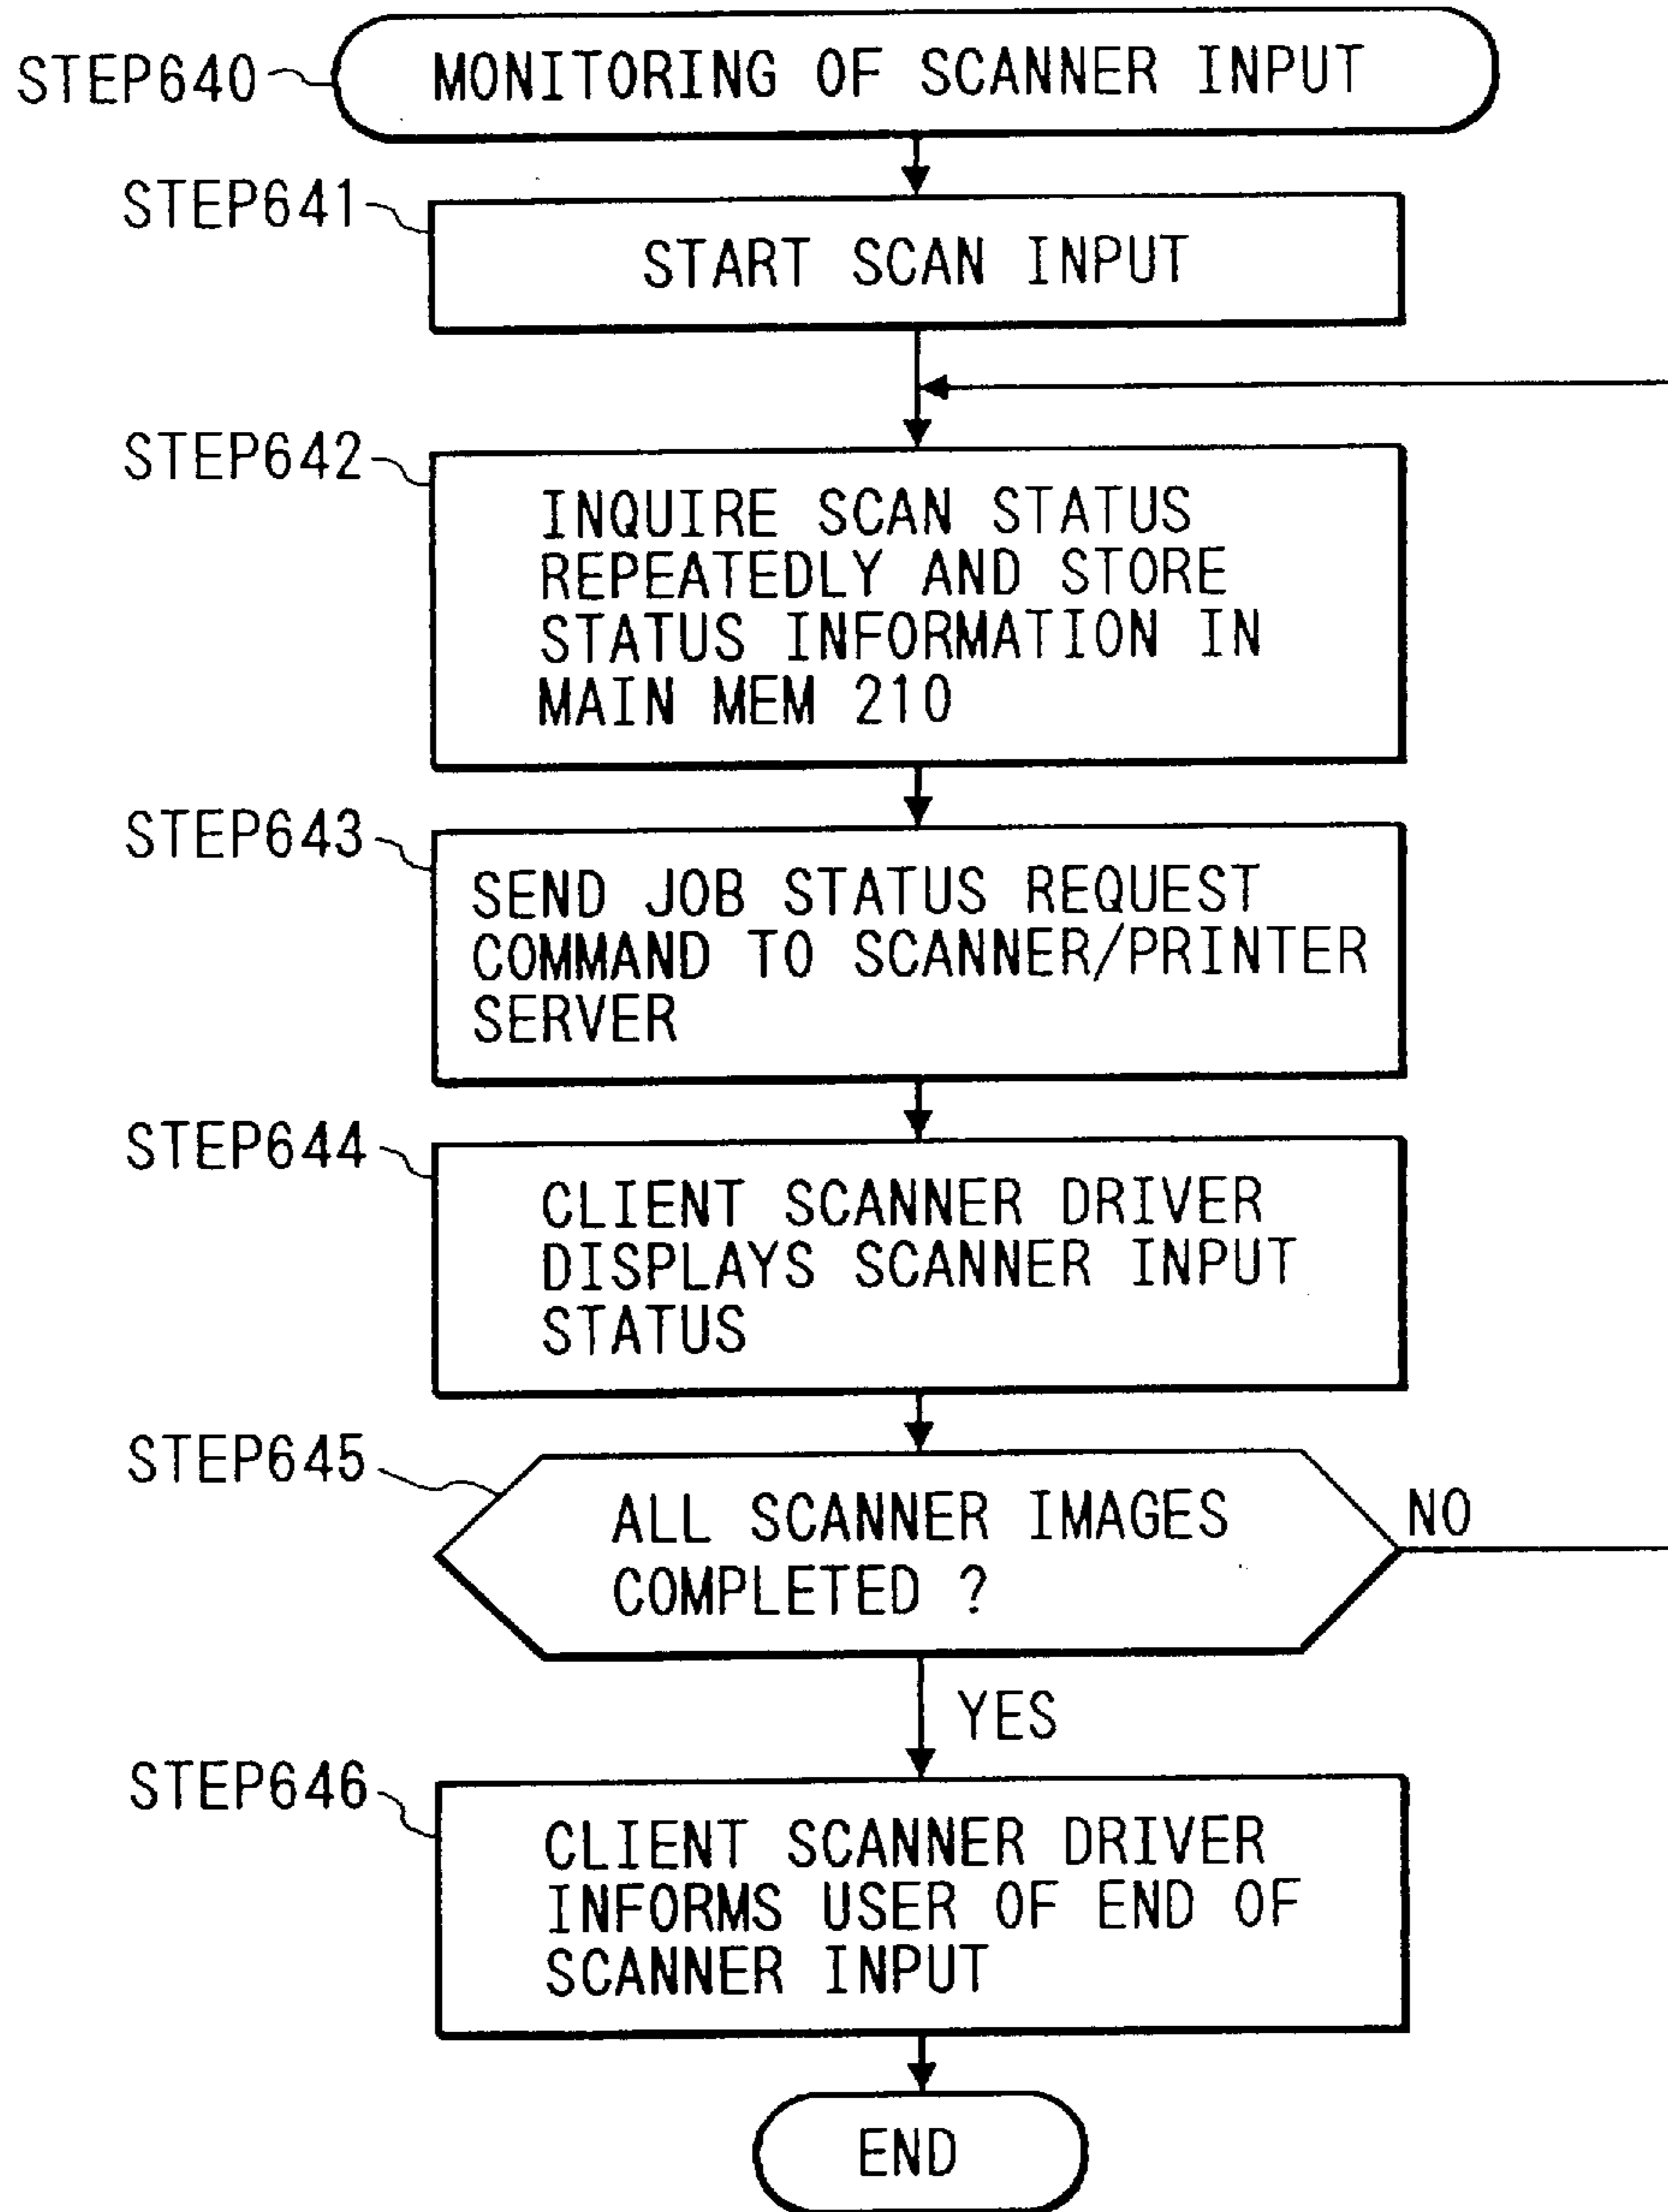 STEP640
MONITORING OF SCANNER INPUT
STEP641
START SCAN INPUT
STEP642
INQUIRE SCAN STATUS
REPEATEDLY AND STORE
STATUS INFORMATION IN
MAIN MEM 210
STEP643
SEND JOB STATUS REQUEST
COMMAND TO SCANNER/PRINTER
SERVER
STEP644
CLIENT SCANNER DRIVER
DISPLAYS SCANNER INPUT
STATUS
STEP645
ALL SCANNER IMAGES
COMPLETED ?
NO
YES
STEP646
CLIENT SCANNER DRIVER
INFORMS USER OF END OF
SCANNER INPUT
END